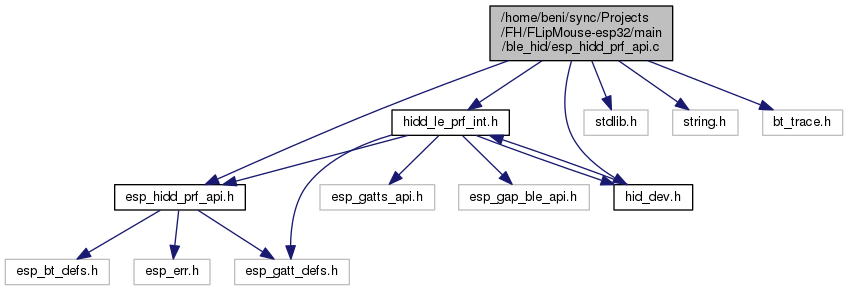 /home/beni/sync/Projects
/FH/FLipMouse-esp32/main
/ble_hid/esp_hidd_prf_api.c
hidd_le_prf_int.h
stdlib.h
string.h
bt_trace.h
esp_hidd_prf_api.h
esp_gatts_api.h
esp_gap_ble_api.h
hid_dev.h
esp_bt_defs.h
esp_err.h
esp_gatt_defs.h